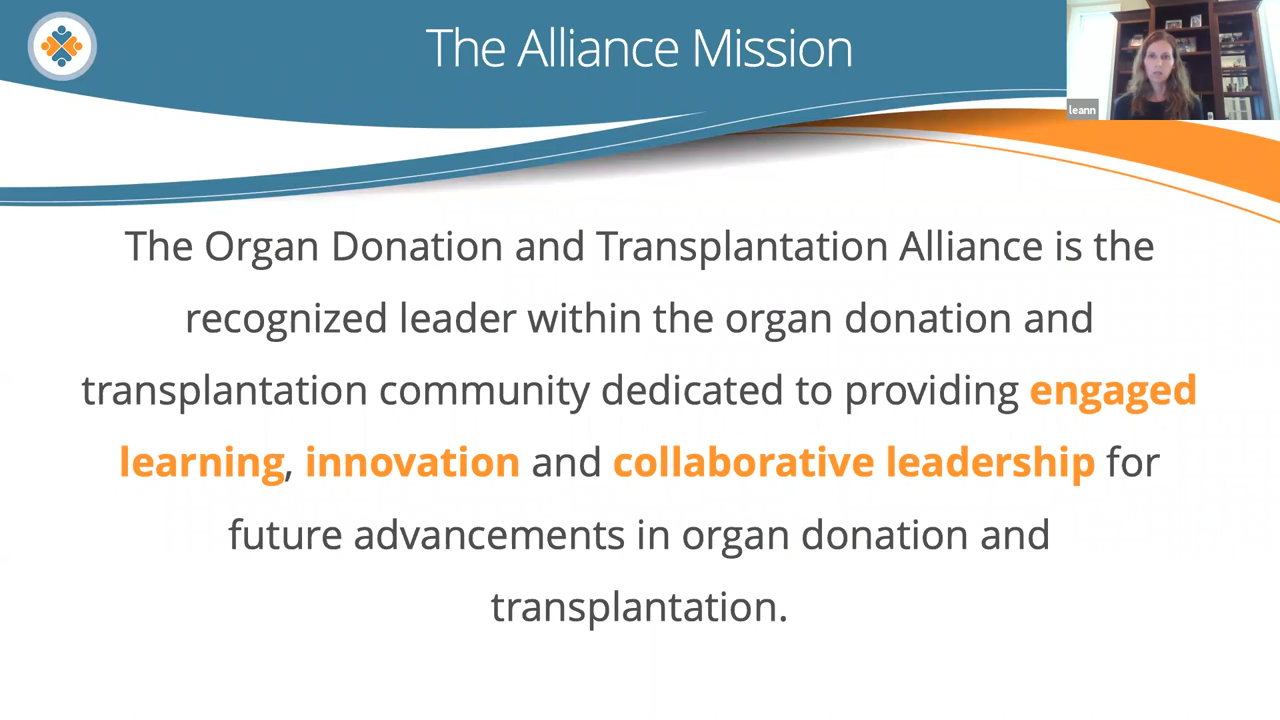 The Alliance Mission
leann
The Organ Donation and Transplantation Alliance is the
recognized leader within the organ donation and
transplantation community dedicated to providing engaged
learning, innovation and collaborative leadership for
future advancements in organ donation and
transplantation.